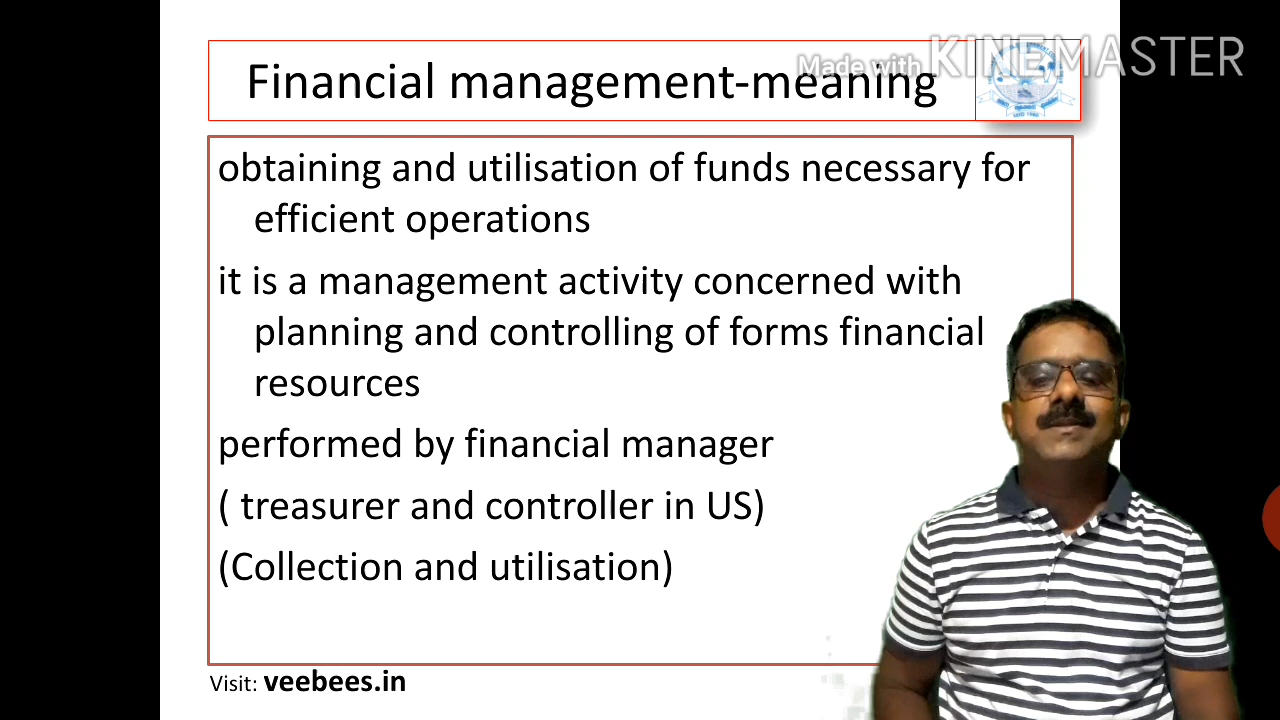 Made with KINEMASTER
Financial management-meaning
obtaining and utilisation of funds necessary for
efficient operations
it is a management activity concerned with
planning and controlling of forms financial
resources
performed by financial manager
( treasurer and controller in US)
(Collection and utilisation)
Visit: veebees.in